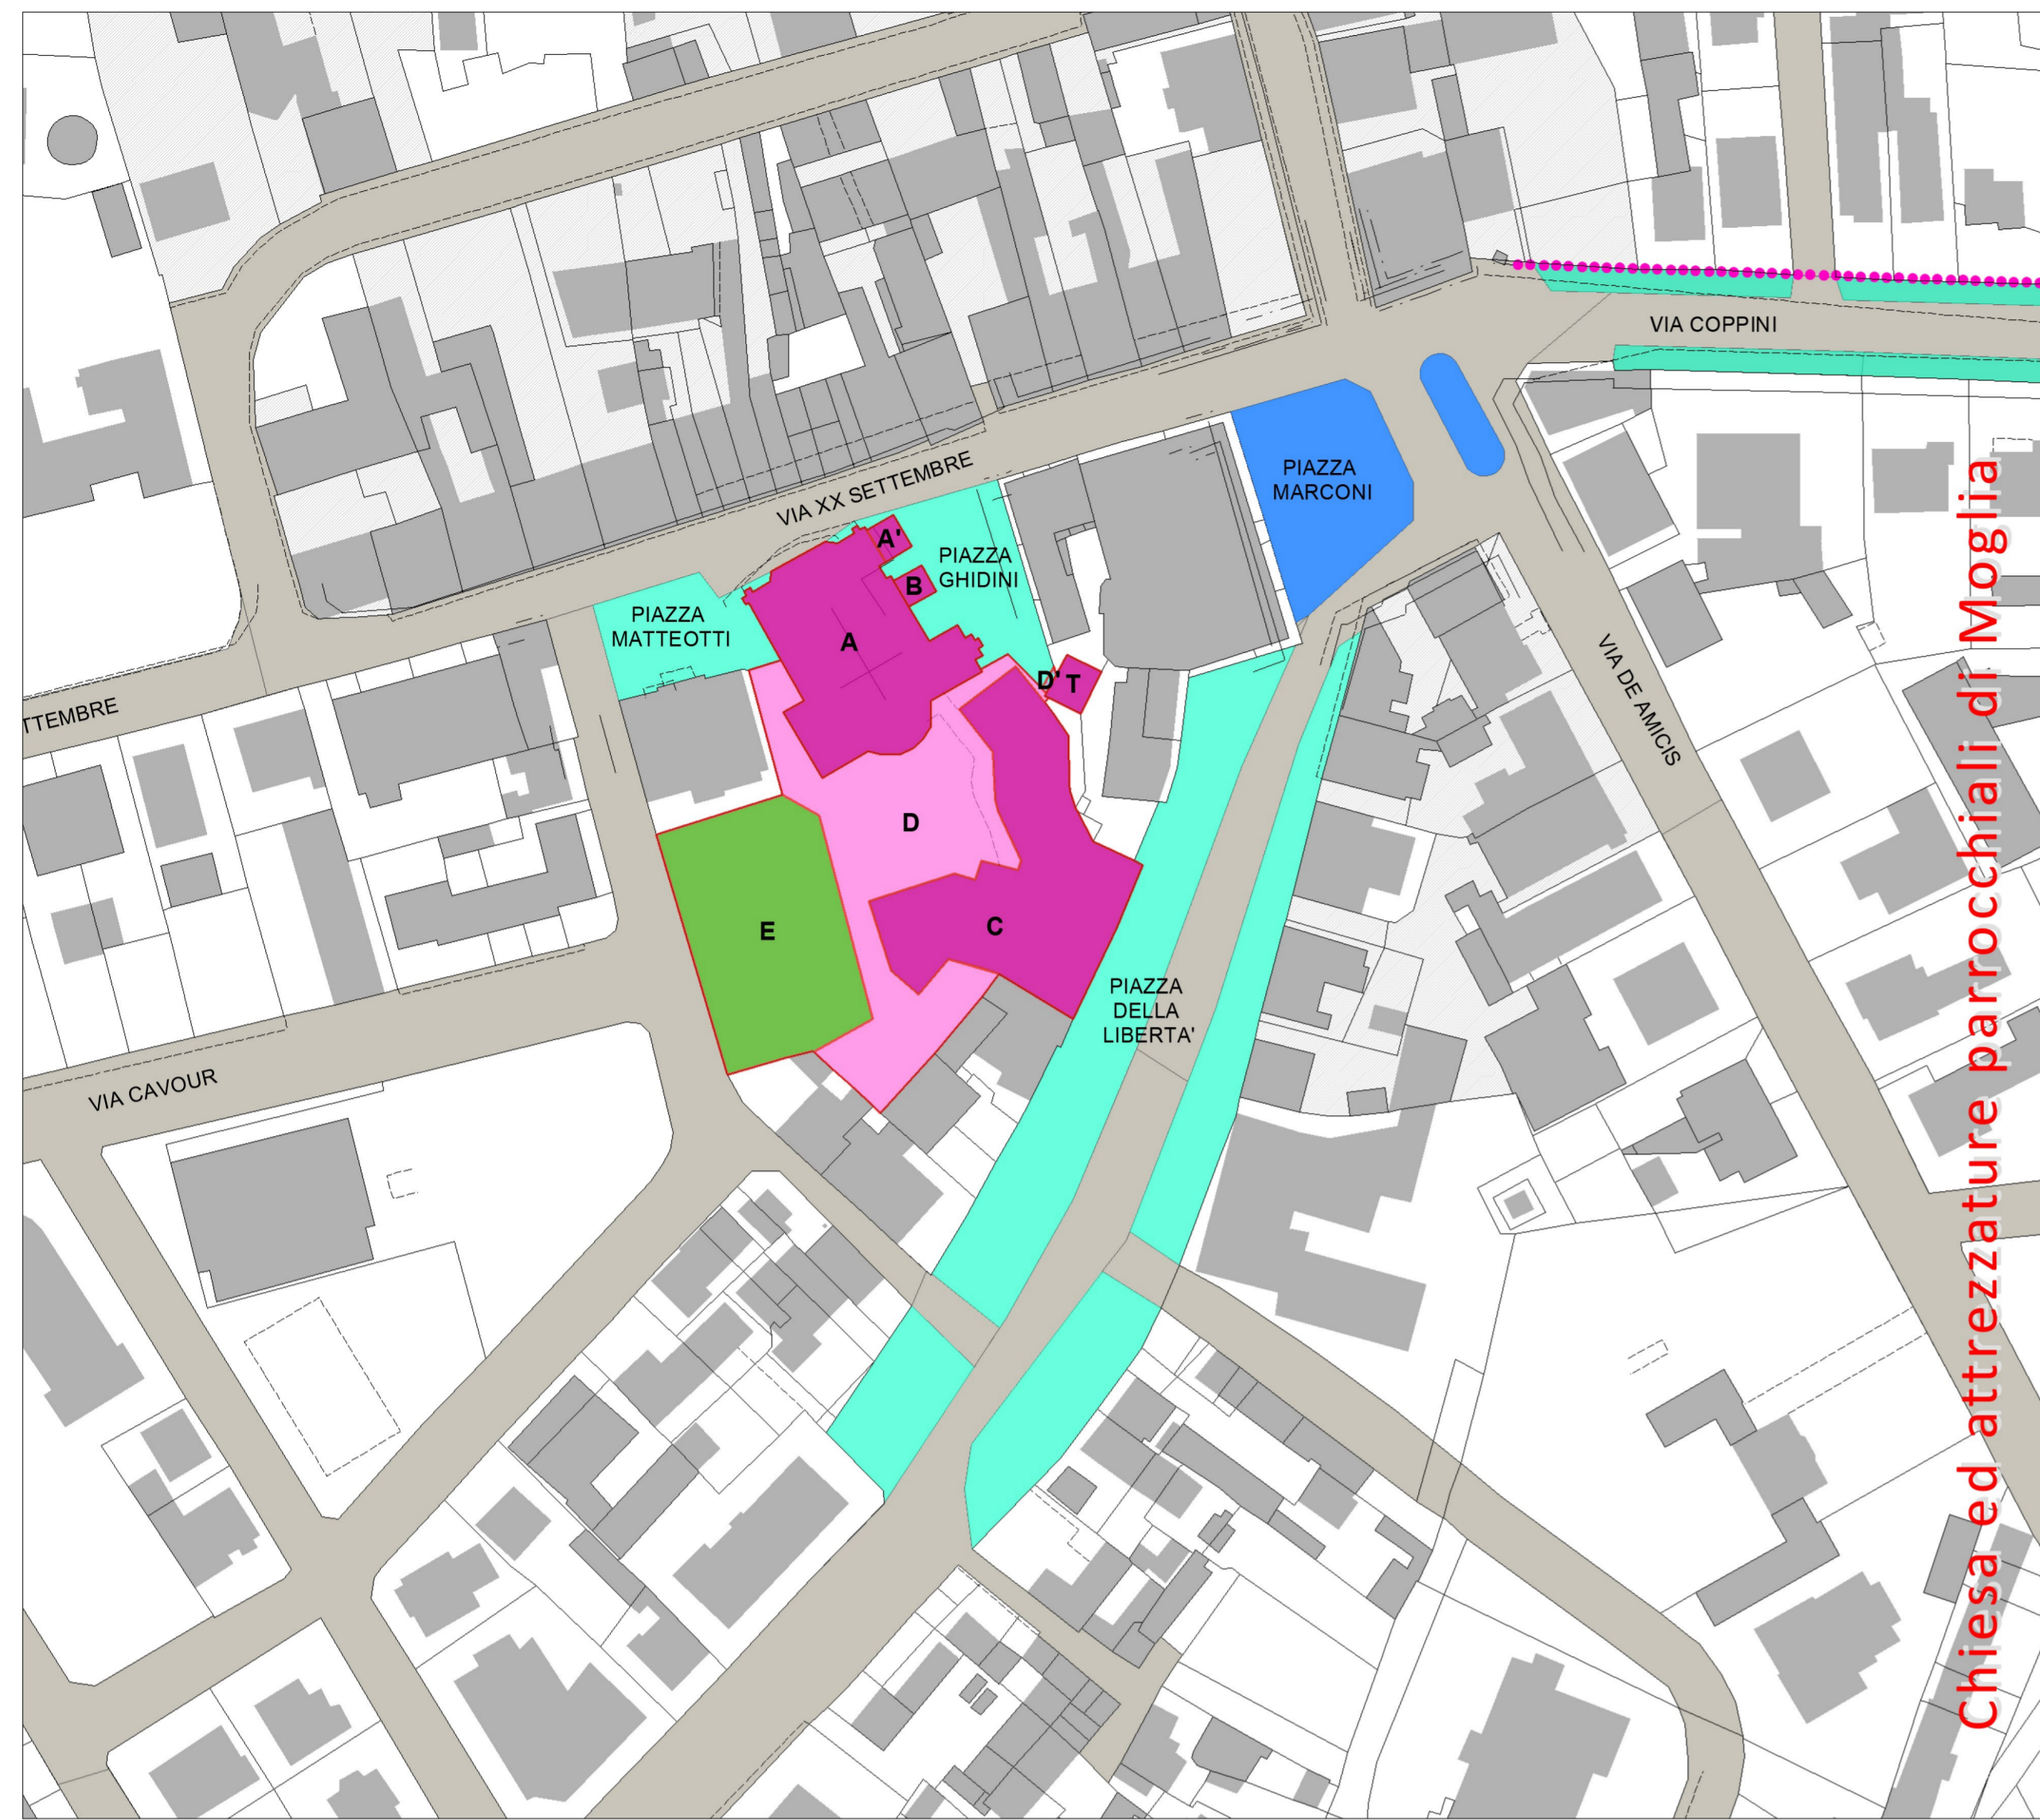 VIA COPPINI
PIAZZA
MARCONI
VIA XX SETTEMBRE
A'
PIAZZA
GHIDINI
B
PIAZZA
MATTEOTTI
A
D'
T
TTEMBRE
VIA DE AMICIS
D
E
C
PIAZZA
DELLA
LIBERTA'
VIA CAVOUR
Chiesa ed attrezzature parrocchiali di Moglia